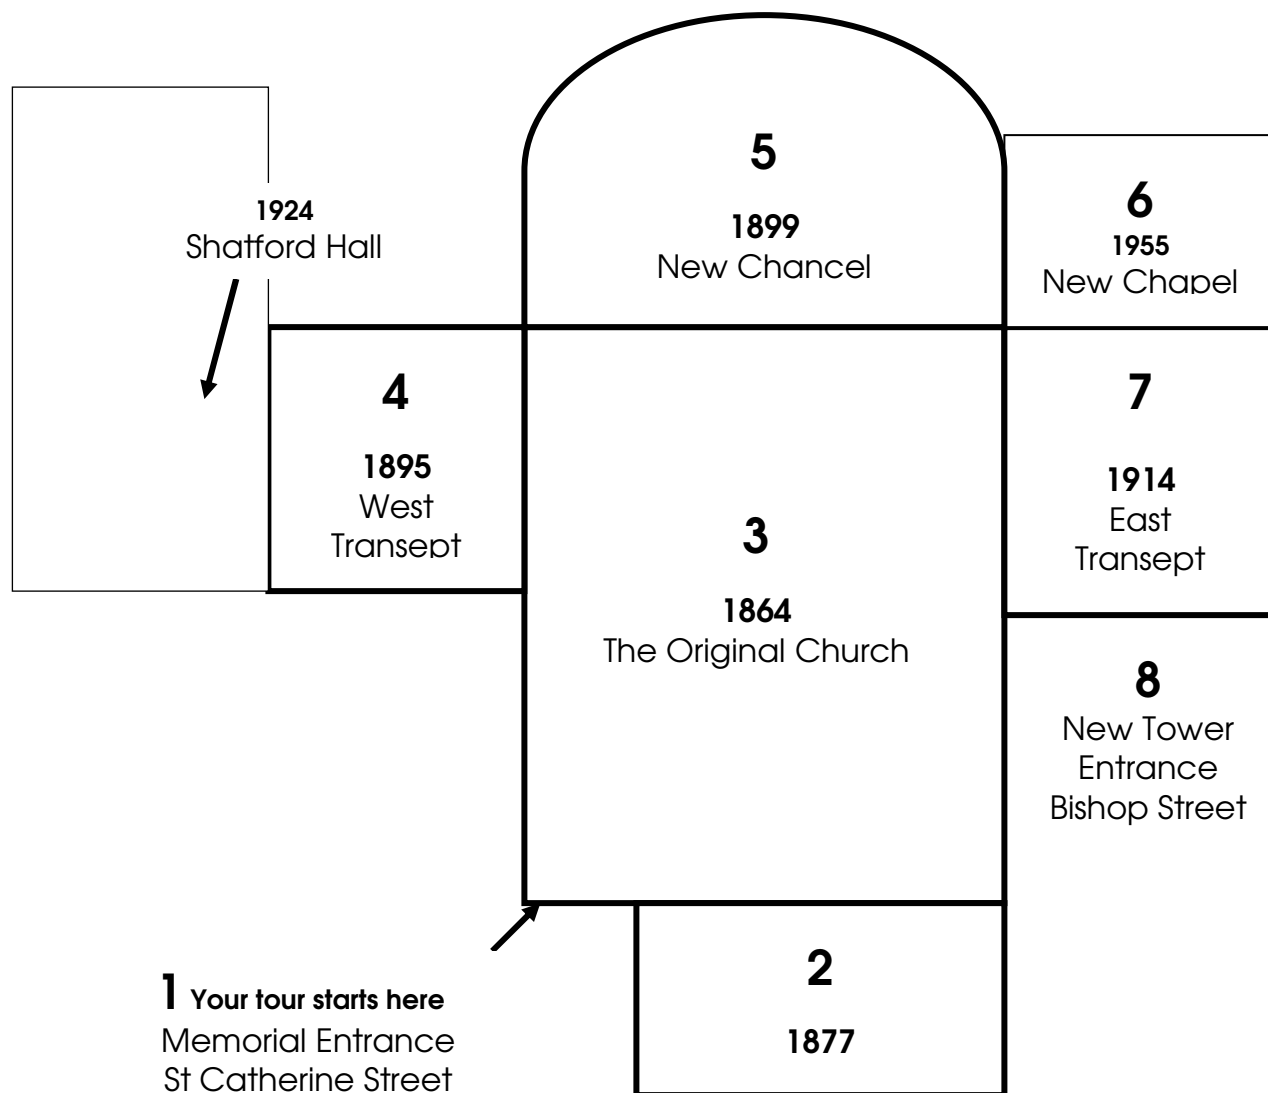 5
1899
New Chancel
6
1955
New Chapel
1924
Shatford Hall
4
1895
West
Transept
7
1914
East
Transept
3
1864
The Original Church
8
New Tower
Entrance
Bishop Street
1 Your tour starts here
Memorial Entrance
St Catherine Street
2
1877